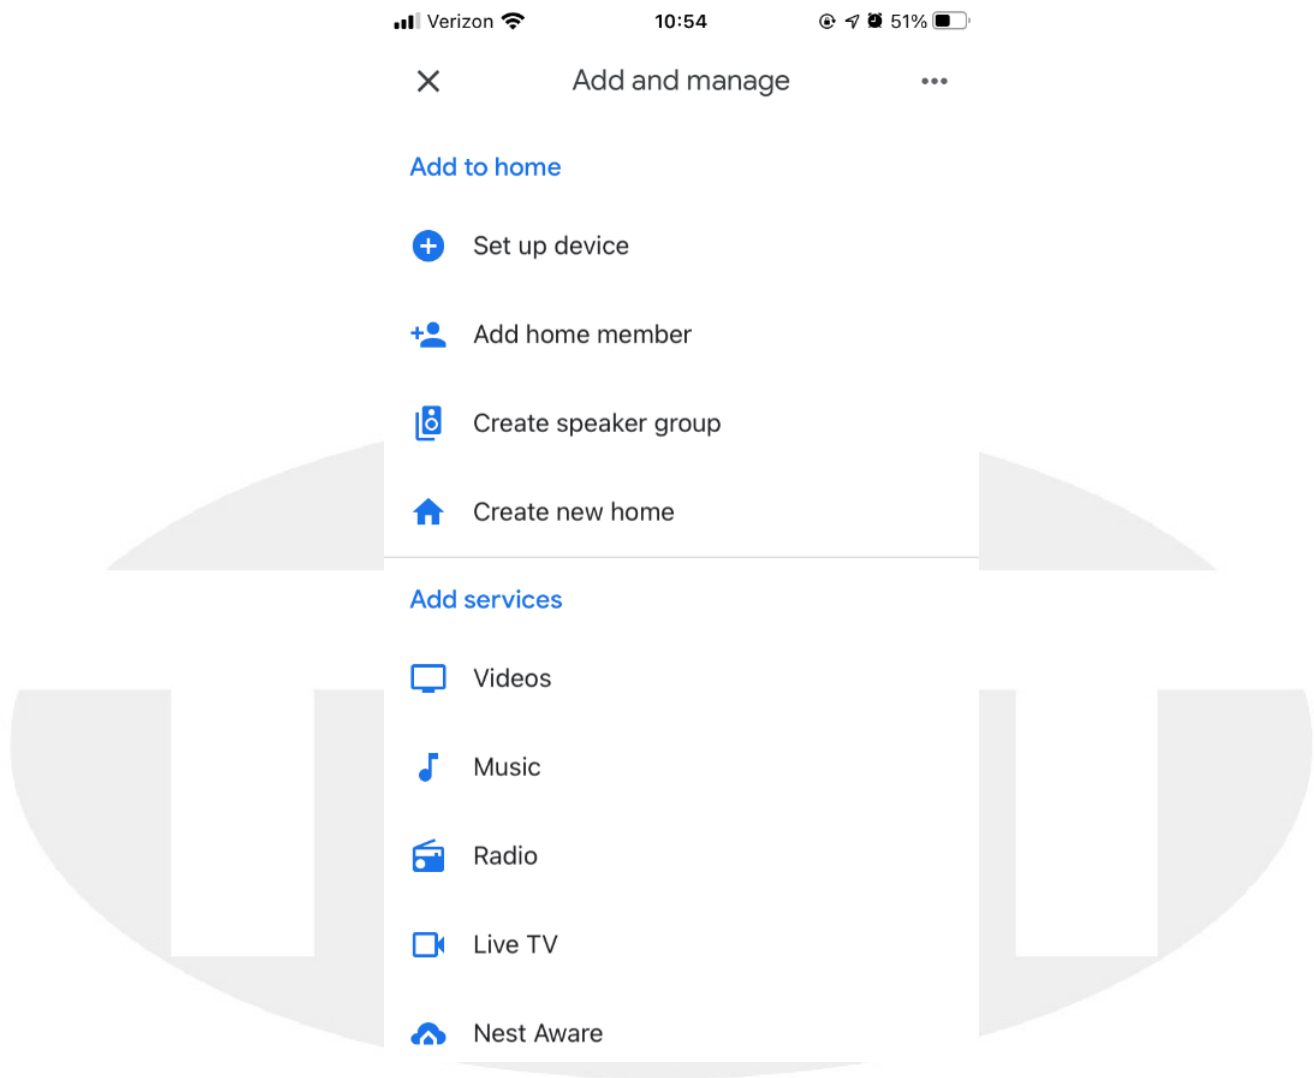 Verizon 10:54 51%
Add and manage
Add to home
Set up device
Add home member
Create speaker group
Create new home
Add services
Videos
Music
Radio
Live TV
Nest Aware